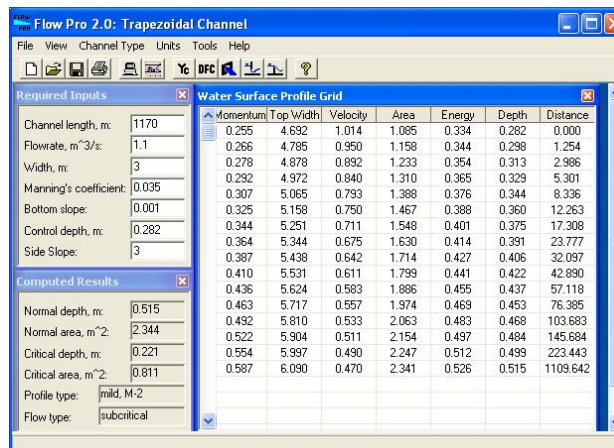 Flow Pro 2.0: Trapezoidal Channel
File View Channel Type Units Tools Help
Yc DFC
Required Inputs
Channel length, m: 1170
Flowrate, m^3/s: 1.1
Width, m: 3
Manning's coefficient: 0.035
Bottom slope: 0.001
Control depth, m: 0.282
Side Slope: 3
Computed Results
Normal depth, m: 0.515
Normal area, m^2: 2.344
Critical depth, m: 0.221
Critical area, m^2: 0.811
Profile type: mild, M-2
Flow type: subcritical
Water Surface Profile Grid
Momentum Top Width Velocity Area Energy Depth Distance
0.255 4.692 1.014 1.085 0.334 0.282 0.000
0.266 4.785 0.950 1.158 0.344 0.298 1.254
0.278 4.878 0.892 1.233 0.354 0.313 2.986
0.292 4.972 0.840 1.310 0.365 0.329 5.301
0.307 5.065 0.793 1.388 0.376 0.344 8.336
0.325 5.158 0.750 1.467 0.388 0.360 12.263
0.344 5.251 0.711 1.548 0.401 0.375 17.308
0.364 5.344 0.675 1.630 0.414 0.391 23.777
0.387 5.438 0.642 1.714 0.427 0.406 32.097
0.410 5.531 0.611 1.799 0.441 0.422 42.890
0.436 5.624 0.583 1.886 0.455 0.437 57.118
0.463 5.717 0.557 1.974 0.469 0.453 76.385
0.492 5.810 0.533 2.063 0.483 0.468 103.683
0.522 5.904 0.511 2.154 0.497 0.484 145.684
0.554 5.997 0.490 2.247 0.512 0.499 223.443
0.587 6.090 0.470 2.341 0.526 0.515 1109.642